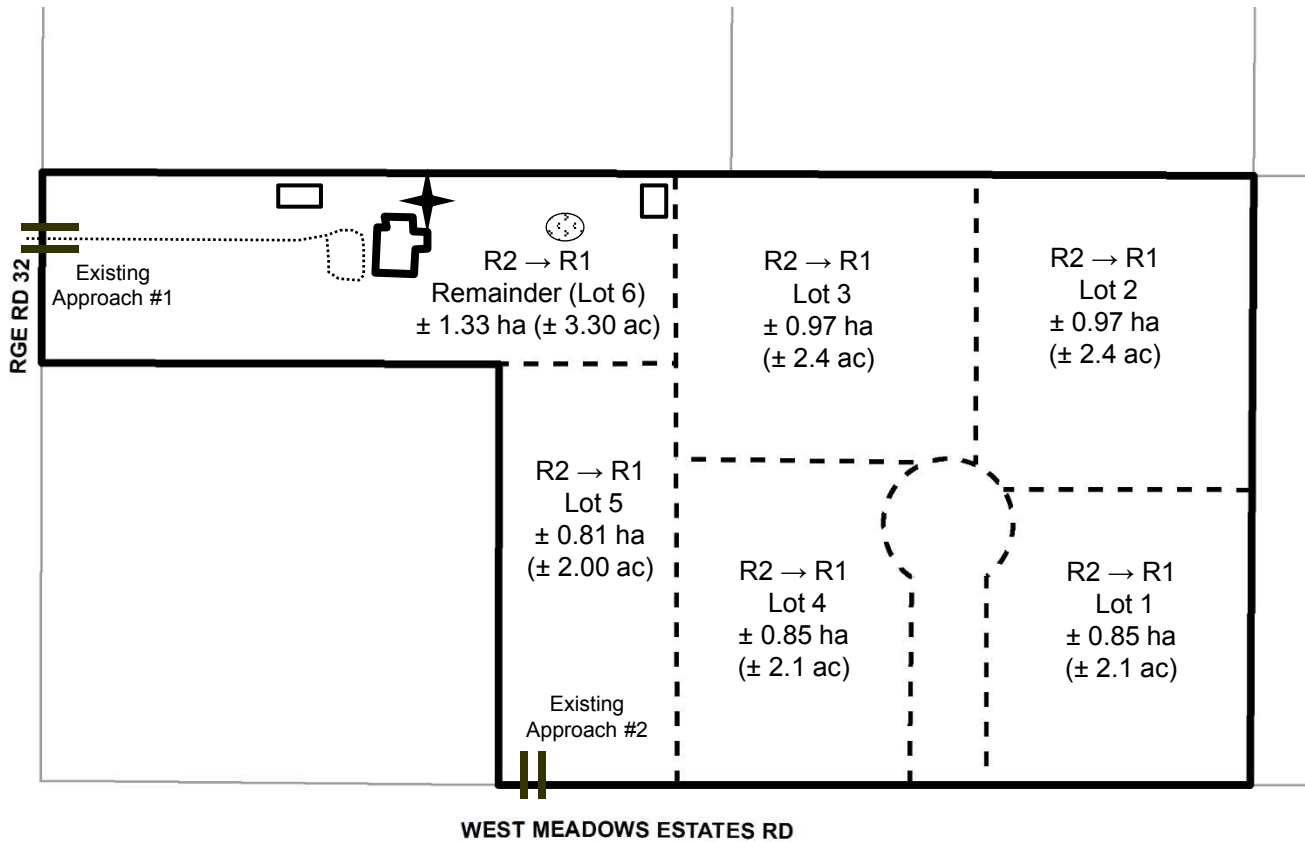 RGE RD 32
Existing
Approach #1
R2 → R1
Remainder (Lot 6)
± 1.33 ha (± 3.30 ac)
R2 → R1
Lot 3
± 0.97 ha
(± 2.4 ac)
R2 → R1
Lot 2
± 0.97 ha
(± 2.4 ac)
R2 → R1
Lot 5
± 0.81 ha
(± 2.00 ac)
R2 → R1
Lot 4
± 0.85 ha
(± 2.1 ac)
R2 → R1
Lot 1
± 0.85 ha
(± 2.1 ac)
Existing
Approach #2
WEST MEADOWS ESTATES RD